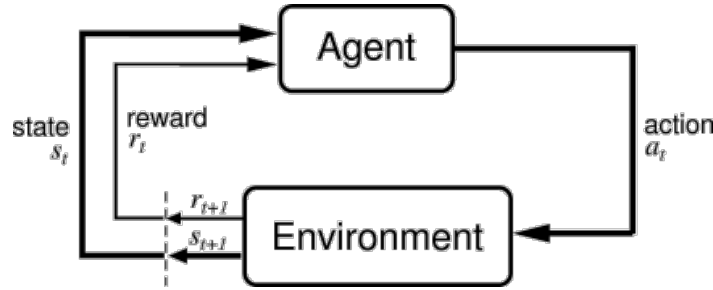 Agent
state
s_t
reward
r_t
action
a_t
r_{t+1}
s_{t+1}
Environment